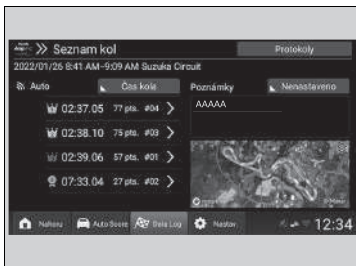 Seznam kol
Protokoly
2022/01/26 8:41 AM-9:09 AM Suzuka Circuit
Auto
Čas kola
Poznámky
Nenastaveno
02:37.05 77 pts. #04
AAAAA
02:38.10 75 pts. #03
02:39.06 57 pts. #01
07:33.04 27 pts. #02
Nahoru
Auto Score
Data Log
Nastav
12:34